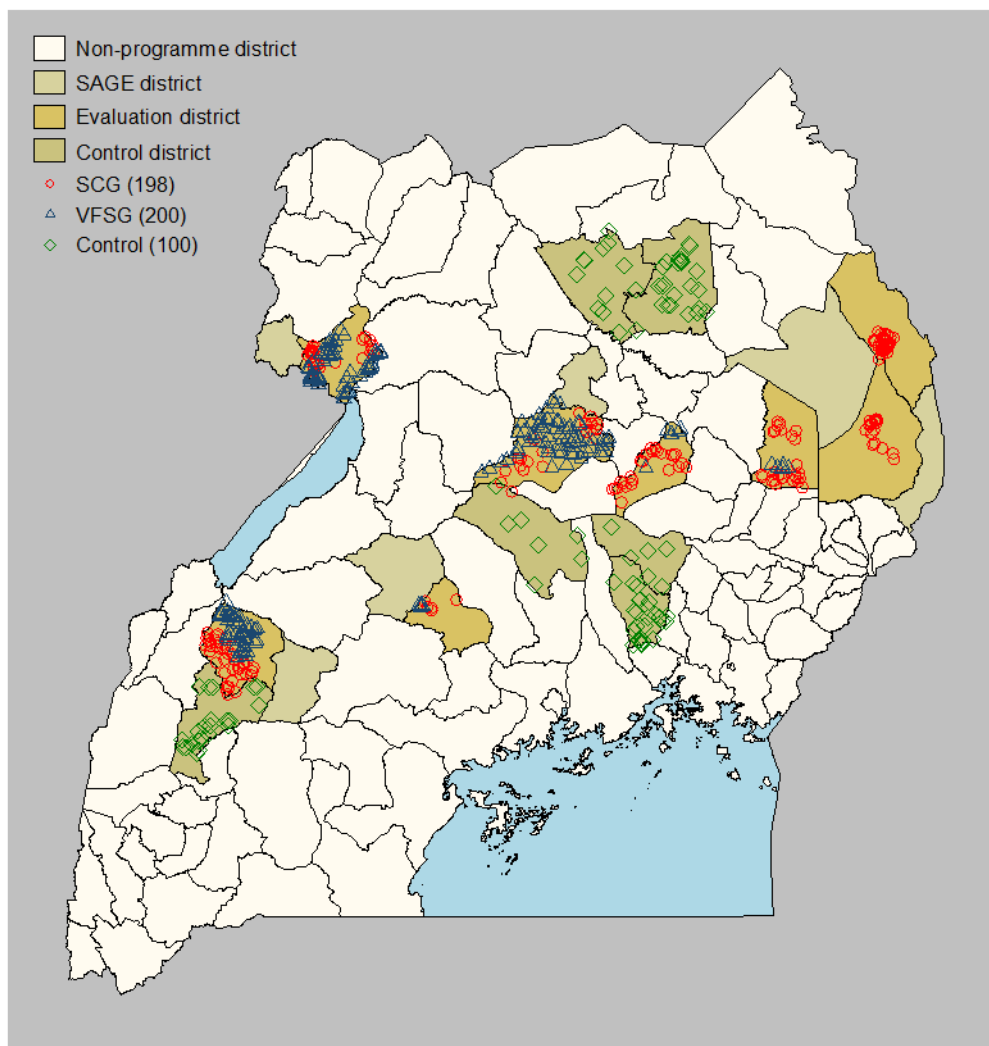 Non-programme district
SAGE district
Evaluation district
Control district
SCG (198)
VFSG (200)
Control (100)